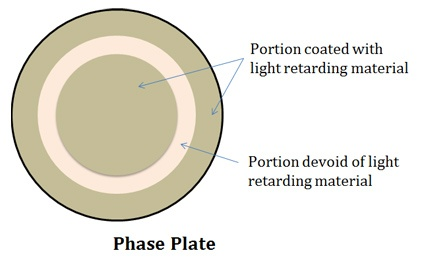 Portion coated with
light retarding material
Portion devoid of light
retarding material
Phase Plate